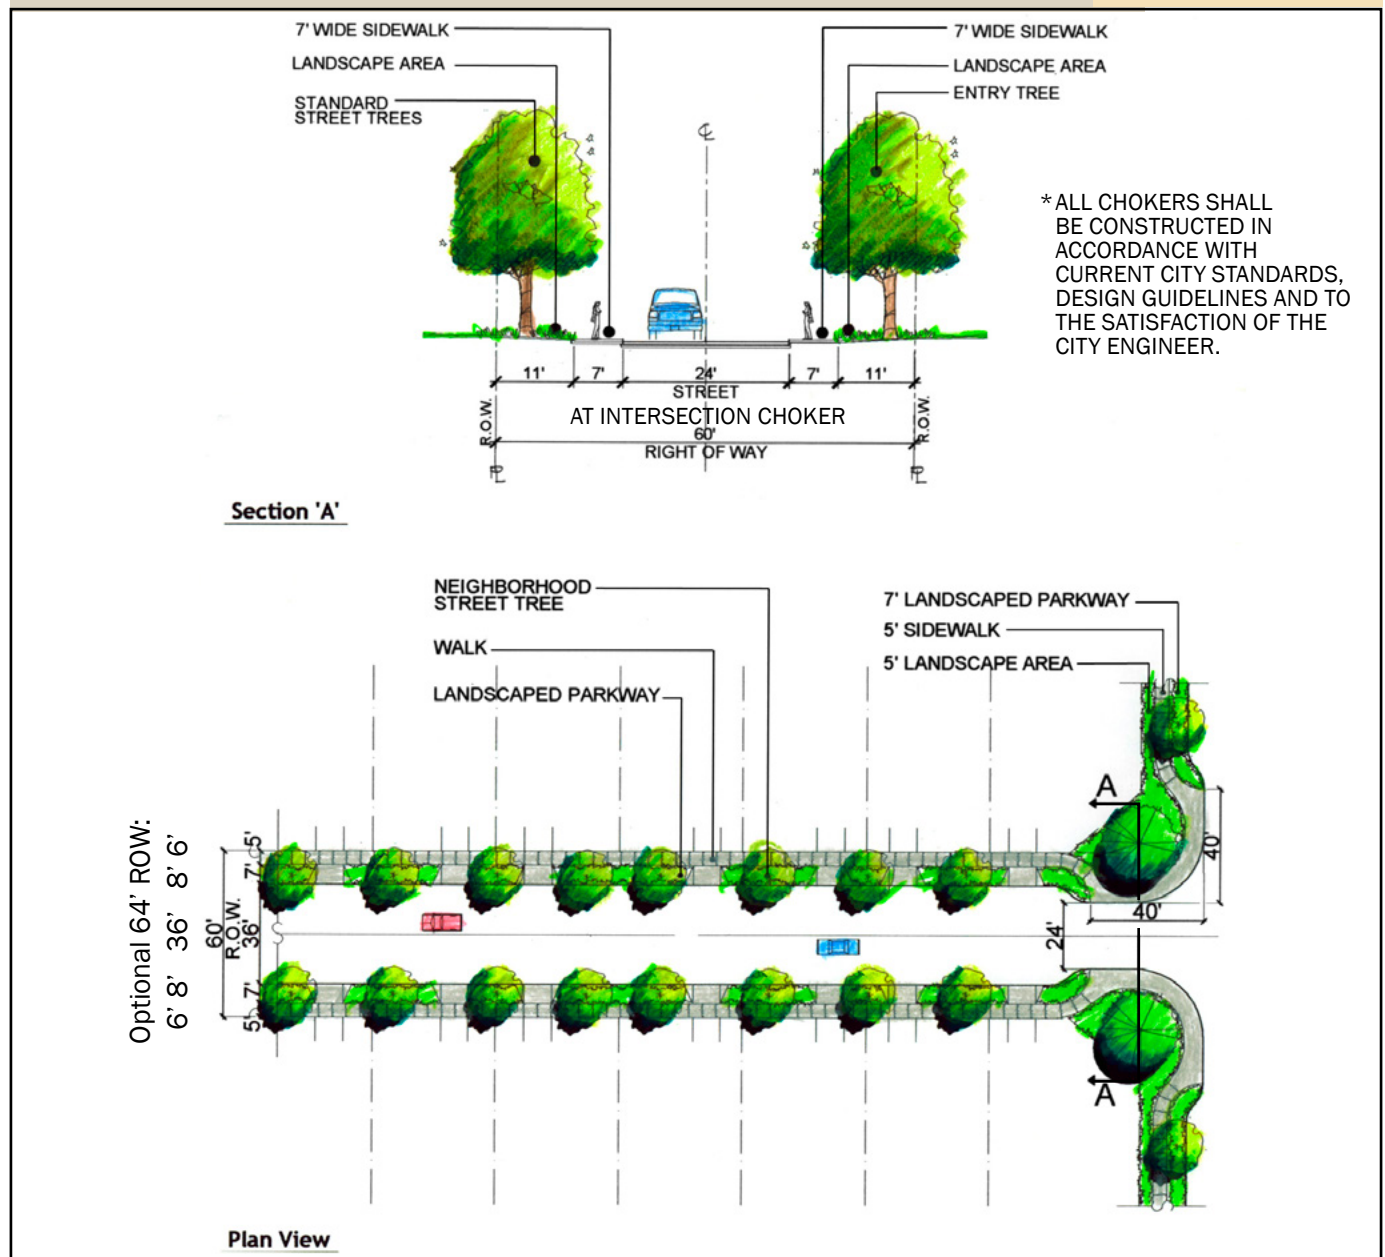 7' WIDE SIDEWALK
LANDSCAPE AREA
STANDARD
STREET TREES
7' WIDE SIDEWALK
LANDSCAPE AREA
ENTRY TREE
℄
*ALL CHOKERS SHALL
BE CONSTRUCTED IN
ACCORDANCE WITH
CURRENT CITY STANDARDS,
DESIGN GUIDELINES AND TO
THE SATISFACTION OF THE
CITY ENGINEER.
11' 7' 24' 7' 11'
STREET
AT INTERSECTION CHOKER
R.O.W.
R.O.W.
60'
RIGHT OF WAY
PL
PL
Section 'A'
NEIGHBORHOOD
STREET TREE
WALK
LANDSCAPED PARKWAY
7' LANDSCAPED PARKWAY
5' SIDEWALK
5' LANDSCAPE AREA
A
40'
40'
24'
A
Optional 64' ROW:
6' 8' 36' 8' 6'
60'
R.O.W.
5' 7' 36' 7' 5'
Plan View